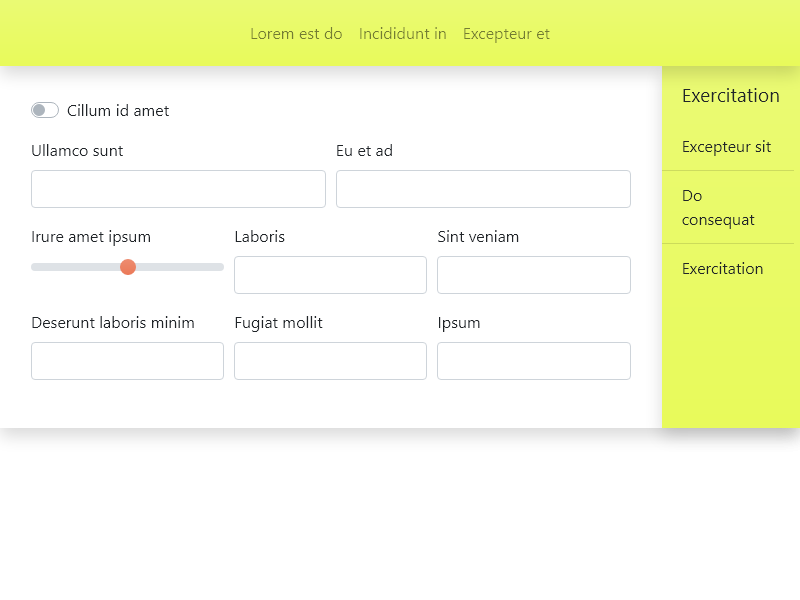 Lorem est do Incididunt in Excepteur et
Cillum id amet
Ullamco sunt
Eu et ad
Irure amet ipsum
Laboris
Sint veniam
Deserunt laboris minim
Fugiat mollit
Ipsum
Exercitation
Excepteur sit
Do
consequat
Exercitation